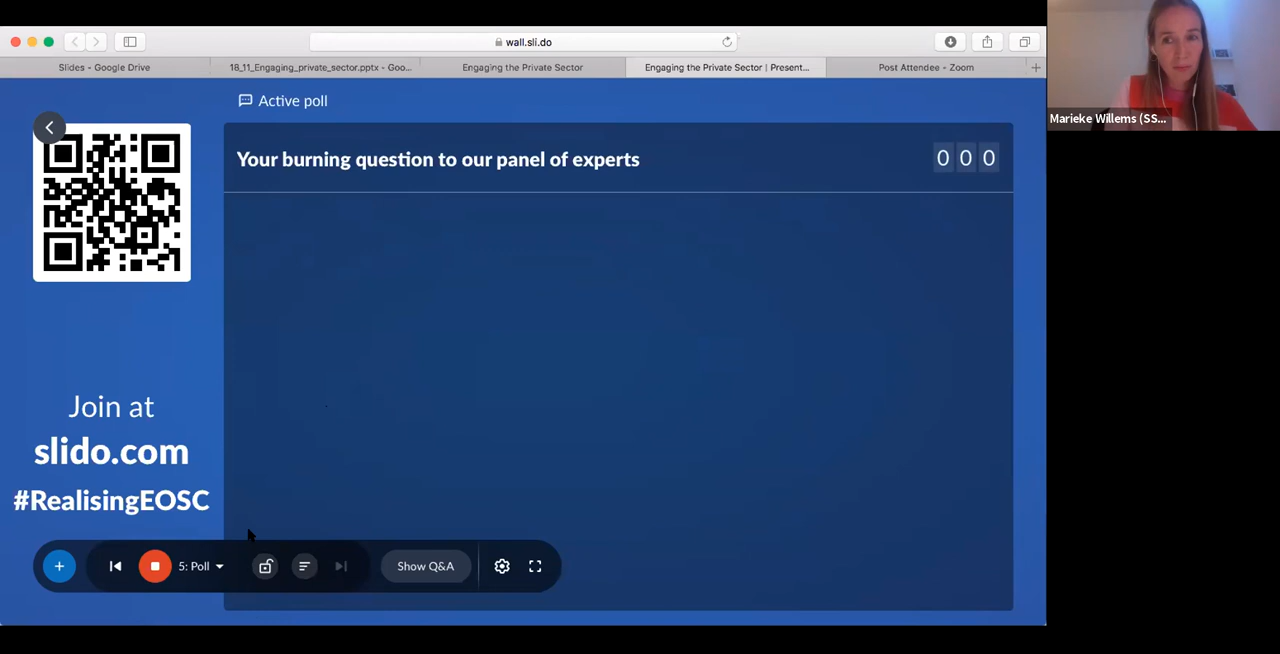 wall.sli.do
Slides - Google Drive
18_11_Engaging_private_sector.pptx - Goo...
Engaging the Private Sector
Engaging the Private Sector | Present...
Post Attendee - Zoom
Marieke Willems (SS...
Active poll
Your burning question to our panel of experts
0 0 0
Join at
slido.com
#RealisingEOSC
5: Poll
Show Q&A